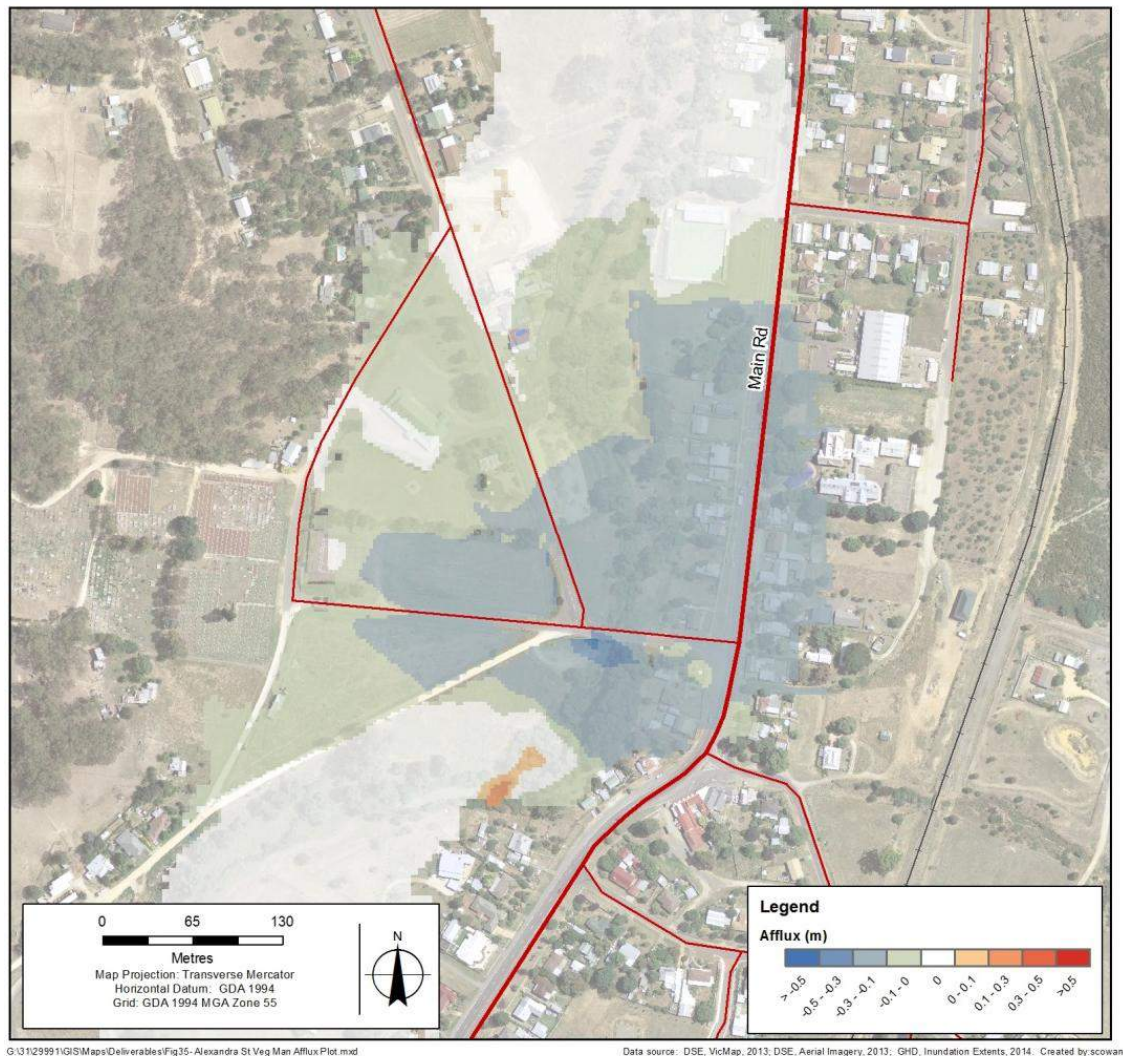 Main Rd
0 65 130
Metres
Map Projection: Transverse Mercator
Horizontal Datum: GDA 1994
Grid: GDA 1994 MGA Zone 55
N
Legend
Afflux (m)
> -0.5
-0.5 - -0.3
-0.3 - -0.1
-0.1 - 0
0
0 - 0.1
0.1 - 0.3
0.3 - 0.5
>0.5
G:\31\29991\GIS\Maps\Deliverables\Fig35- Alexandra St Veg Man Afflux Plot.mxd
Data source: DSE, VicMap, 2013; DSE, Aerial Imagery, 2013; GHD, Inundation Extents, 2014. Created by:scowan